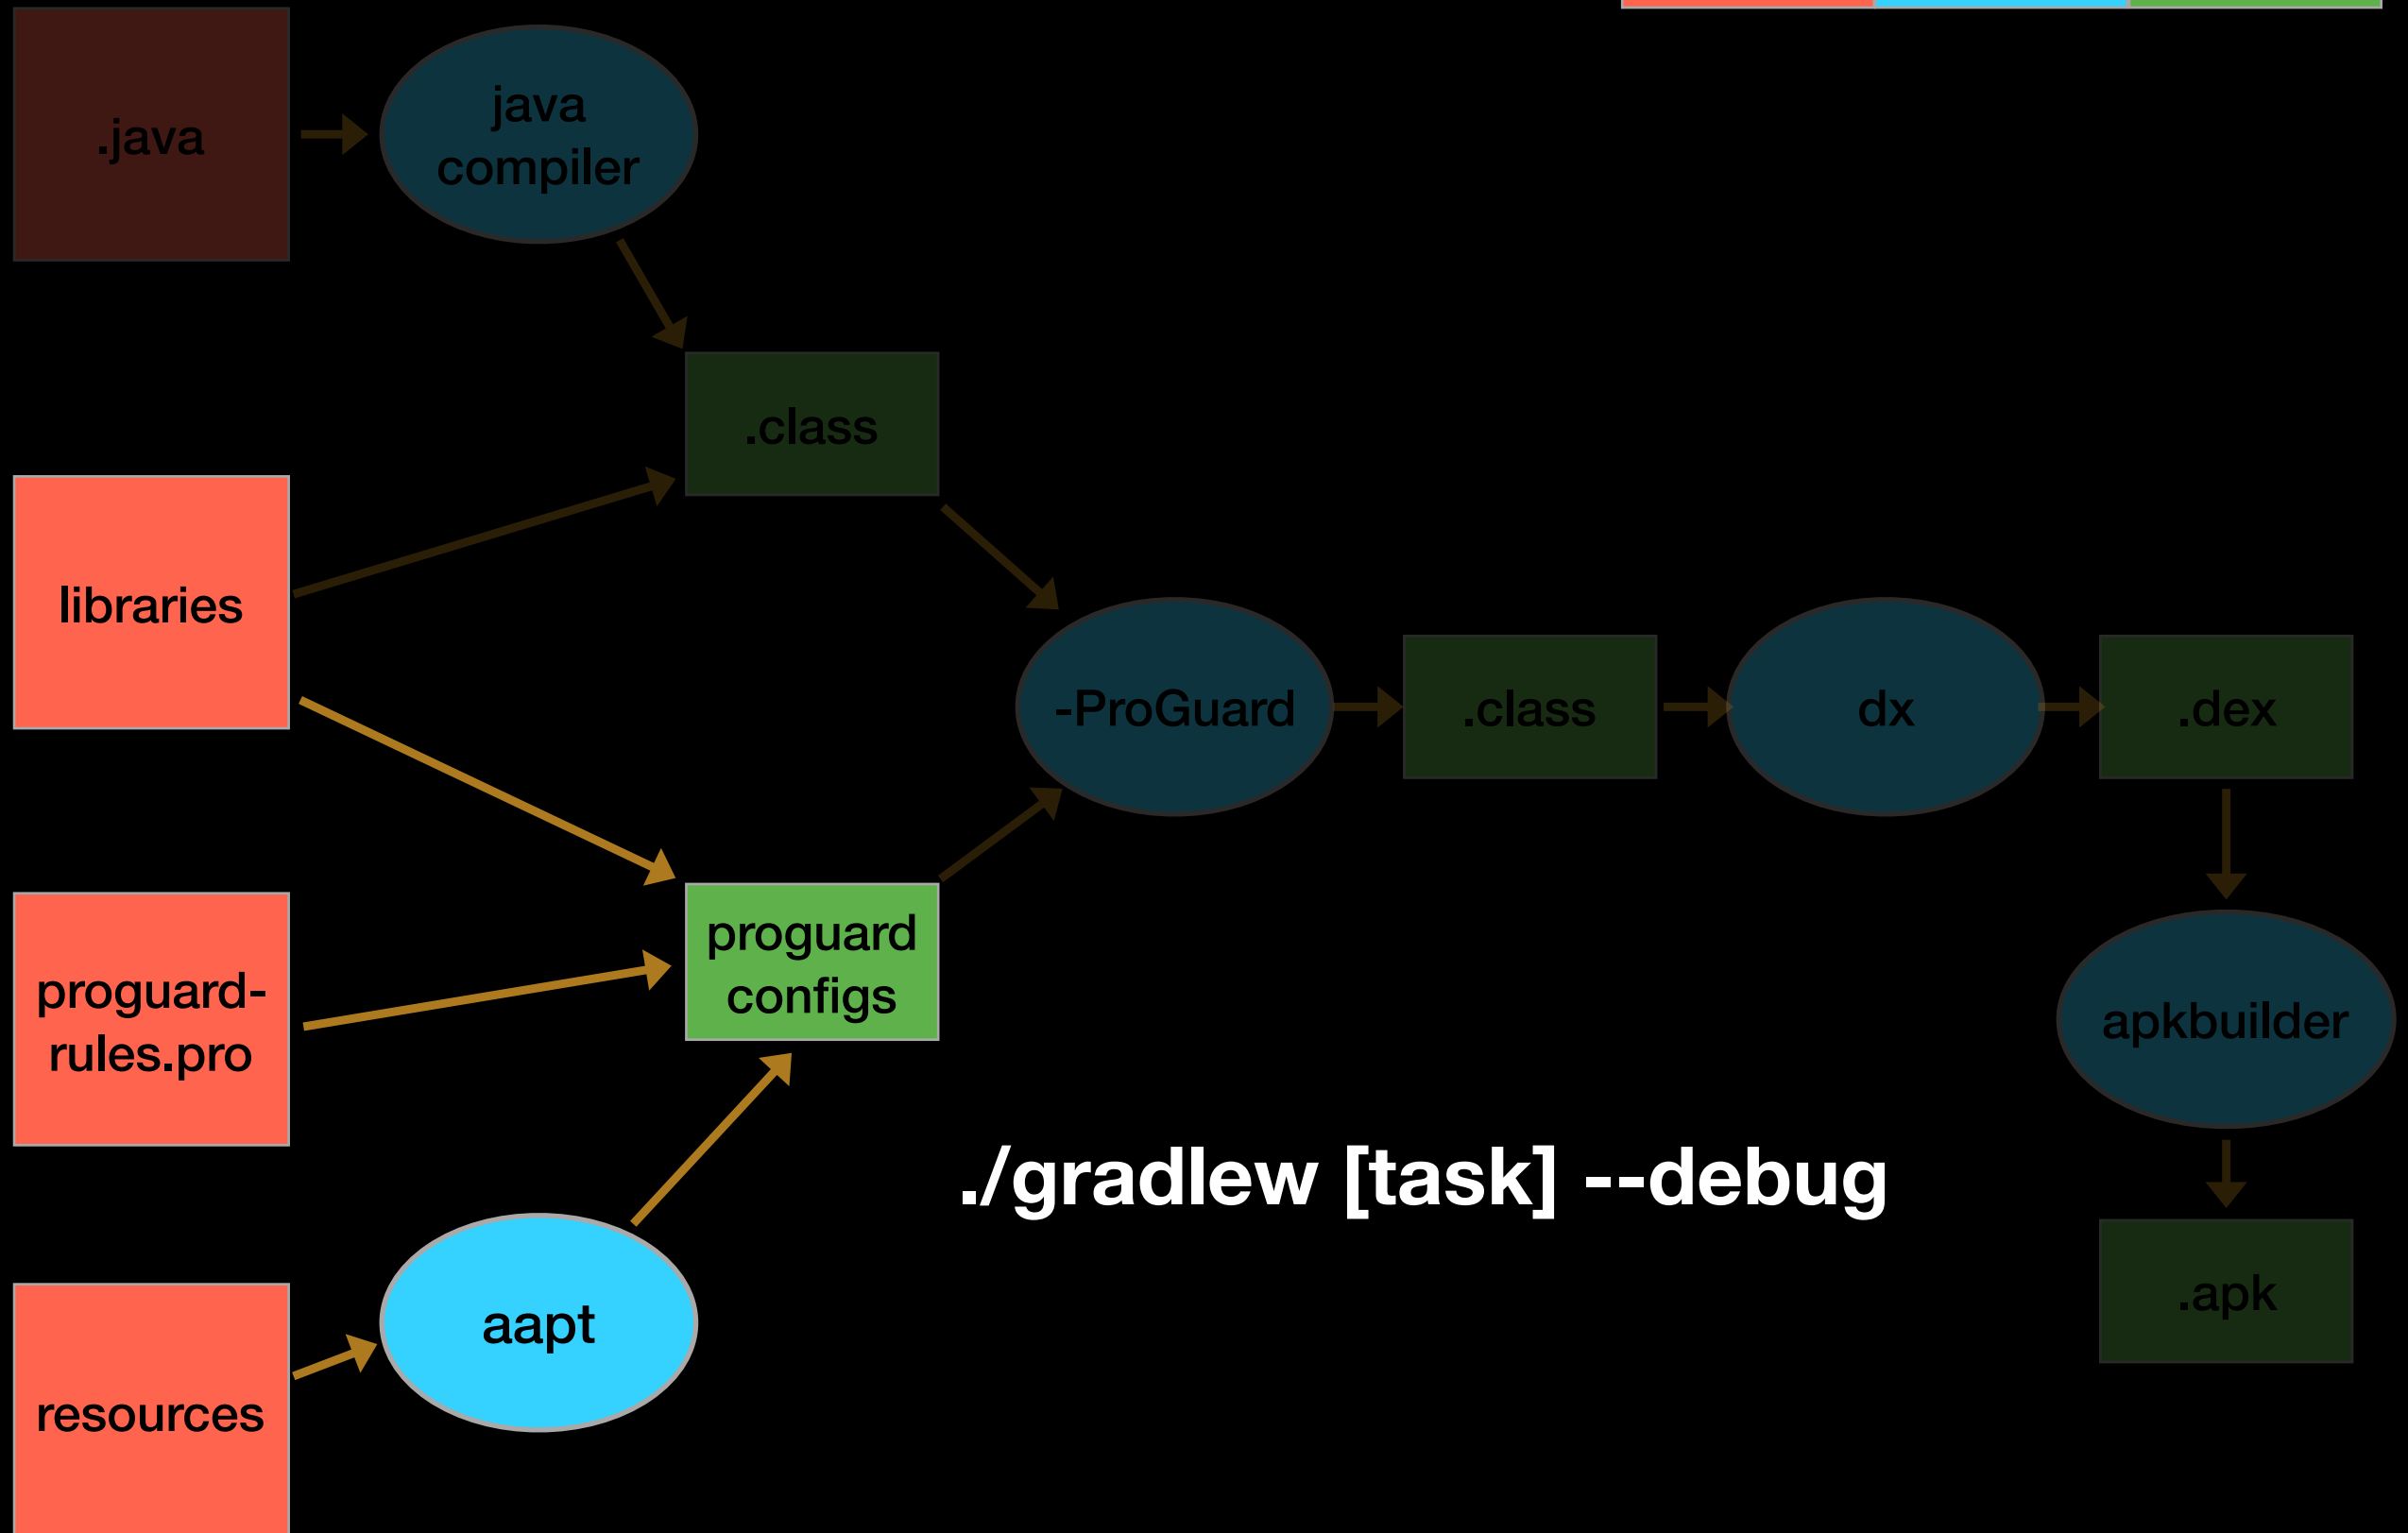 .java
java
compiler
.class
libraries
-ProGuard
.class
dx
.dex
proguard
configs
proguard-
rules.pro
apkbuilder
./gradlew [task] --debug
aapt
.apk
resources